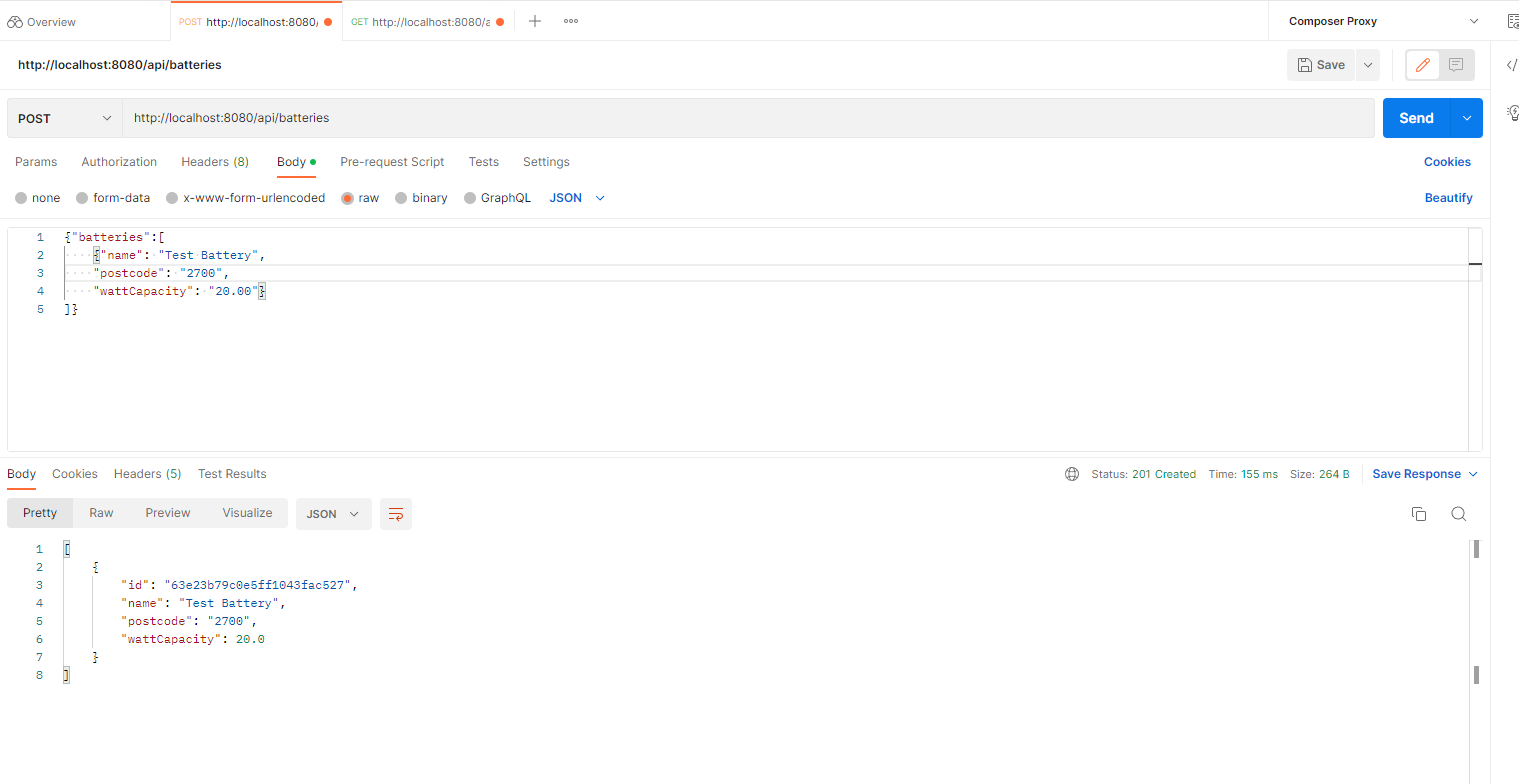 Overview
POST http://localhost:8080/
GET http://localhost:8080/a
Composer Proxy
http://localhost:8080/api/batteries
Save
POST http://localhost:8080/api/batteries Send
Params Authorization Headers (8) Body Pre-request Script Tests Settings Cookies
none form-data x-www-form-urlencoded raw binary GraphQL JSON Beautify
1 {"batteries":[
2 {"name": "Test Battery",
3 "postcode": "2700",
4 "wattCapacity": "20.00"}
5 ]}
Body Cookies Headers (5) Test Results Status: 201 Created Time: 155 ms Size: 264 B Save Response
Pretty Raw Preview Visualize JSON
1 [
2 {
3 "id": "63e23b79c0e5ff1043fac527",
4 "name": "Test Battery",
5 "postcode": "2700",
6 "wattCapacity": 20.0
7 }
8 ]